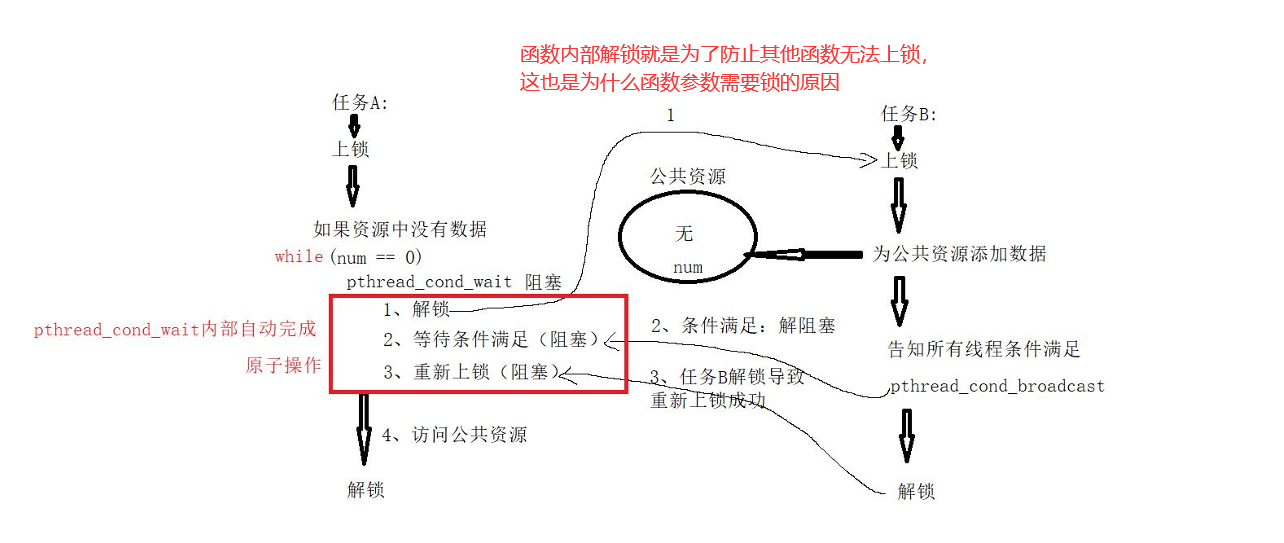 函数内部解锁就是为了防止其他函数无法上锁，
这也是为什么函数参数需要锁的原因
任务A:
上锁
如果资源中没有数据
while(num == 0)
pthread_cond_wait 阻塞
1、解锁
2、等待条件满足（阻塞）
3、重新上锁（阻塞）
pthread_cond_wait内部自动完成
原子操作
4、访问公共资源
解锁
1
公共资源
无
num
2、条件满足：解阻塞
3、任务B解锁导致
重新上锁成功
任务B:
上锁
为公共资源添加数据
告知所有线程条件满足
pthread_cond_broadcast
解锁